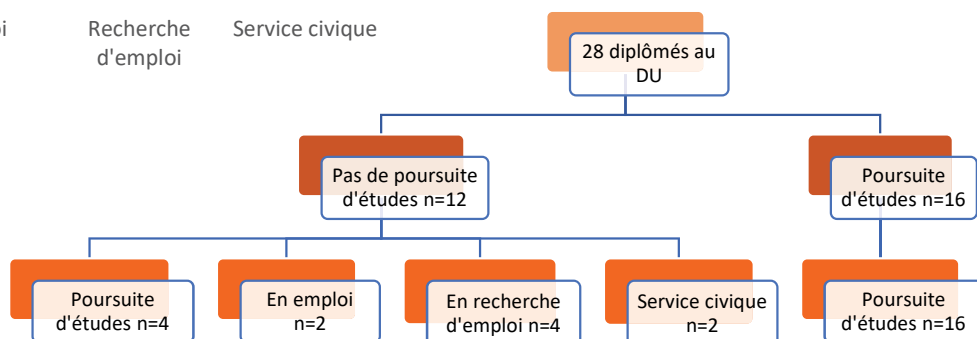 Recherche
d'emploi
Service civique
28 diplômés au
DU
Pas de poursuite
d'études n=12
Poursuite
d'études n=16
Poursuite
d'études n=4
En emploi
n=2
En recherche
d'emploi n=4
Service civique
n=2
Poursuite
d'études n=16